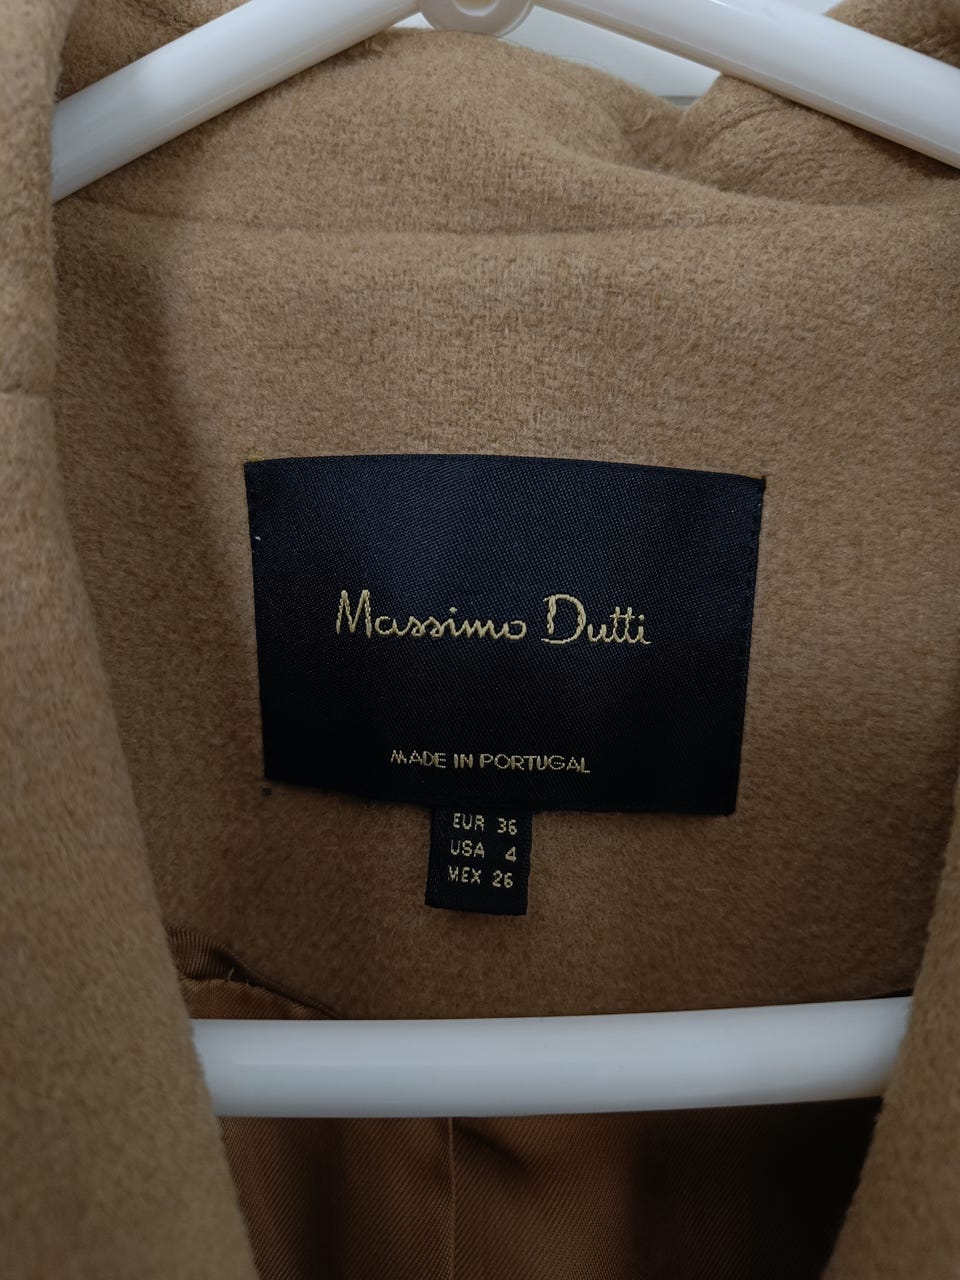 Massimo Dutti
MADE IN PORTUGAL
EUR 36
USA 4
MEX 26